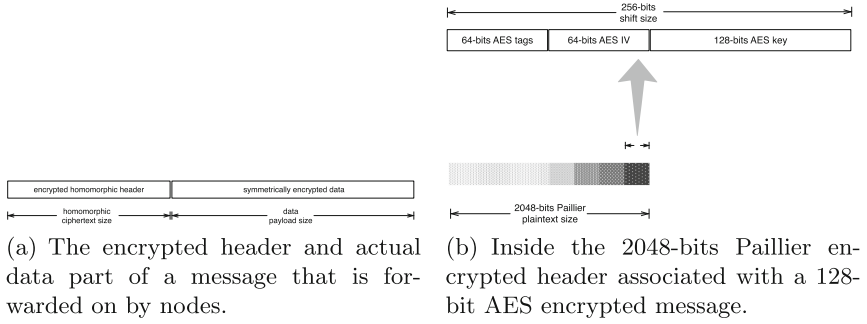 encrypted homomorphic header
symmetrically encrypted data
homomorphic
ciphertext size
data
payload size
(a) The encrypted header and actual
data part of a message that is for-
warded on by nodes.
256-bits
shift size
64-bits AES tags
64-bits AES IV
128-bits AES key
2048-bits Paillier
plaintext size
(b) Inside the 2048-bits Paillier en-
crypted header associated with a 128-
bit AES encrypted message.